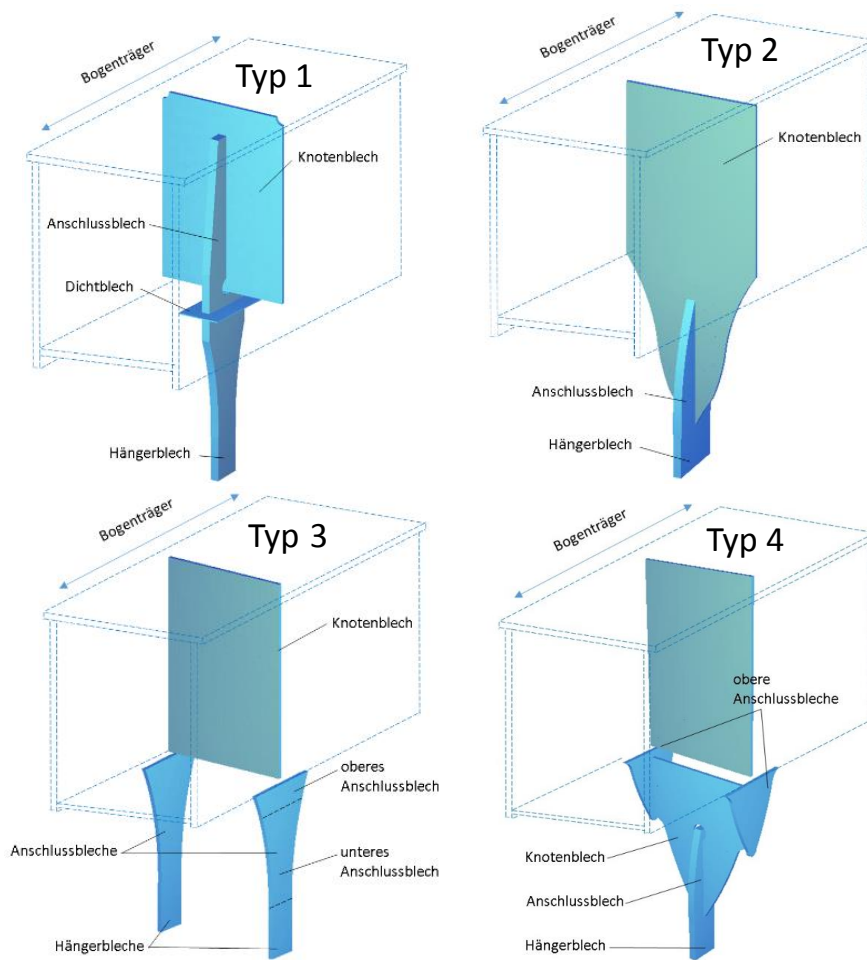 Bogenträger
Typ 1
Knotenblech
Anschlussblech
Dichtblech
Hängerblech
Bogenträger
Typ 2
Knotenblech
Anschlussblech
Hängerblech
Bogenträger
Typ 3
Knotenblech
oberes
Anschlussblech
Anschlussbleche
unteres
Anschlussblech
Hängerbleche
Bogenträger
Typ 4
obere
Anschlussbleche
Knotenblech
Anschlussblech
Hängerblech